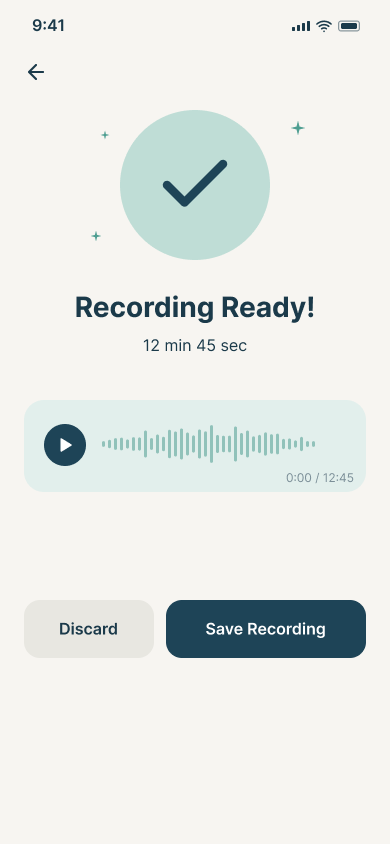 9:41
Recording Ready!
12 min 45 sec
0:00 / 12:45
Discard
Save Recording